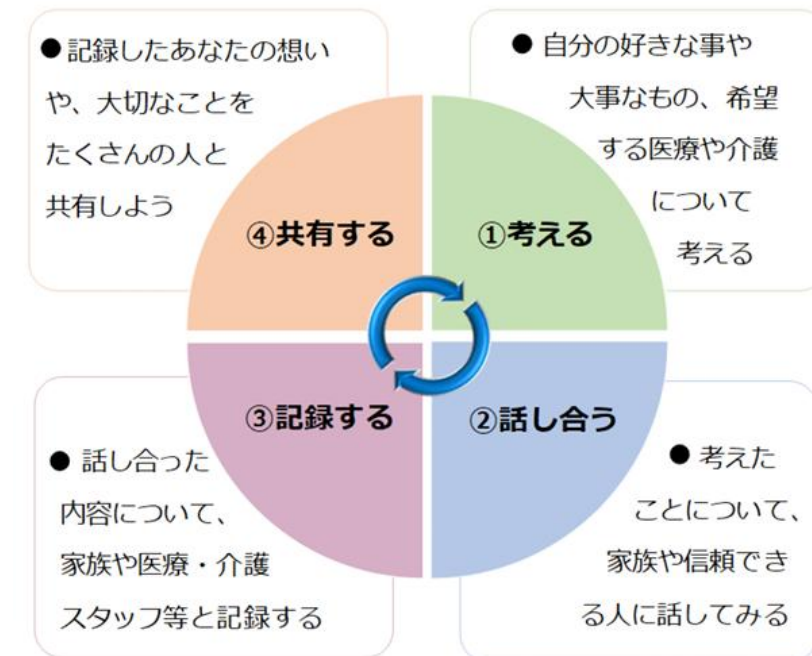 ●記録したあなたの想い
や、大切なことを
たくさんの人と
共有しよう
● 自分の好きな事や
大事なもの、希望
する医療や介護
について
考える
④共有する
①考える
③記録する
②話し合う
● 話し合った
内容について、
家族や医療・介護
スタッフ等と記録する
● 考えた
ことについて、
家族や信頼でき
る人に話してみる